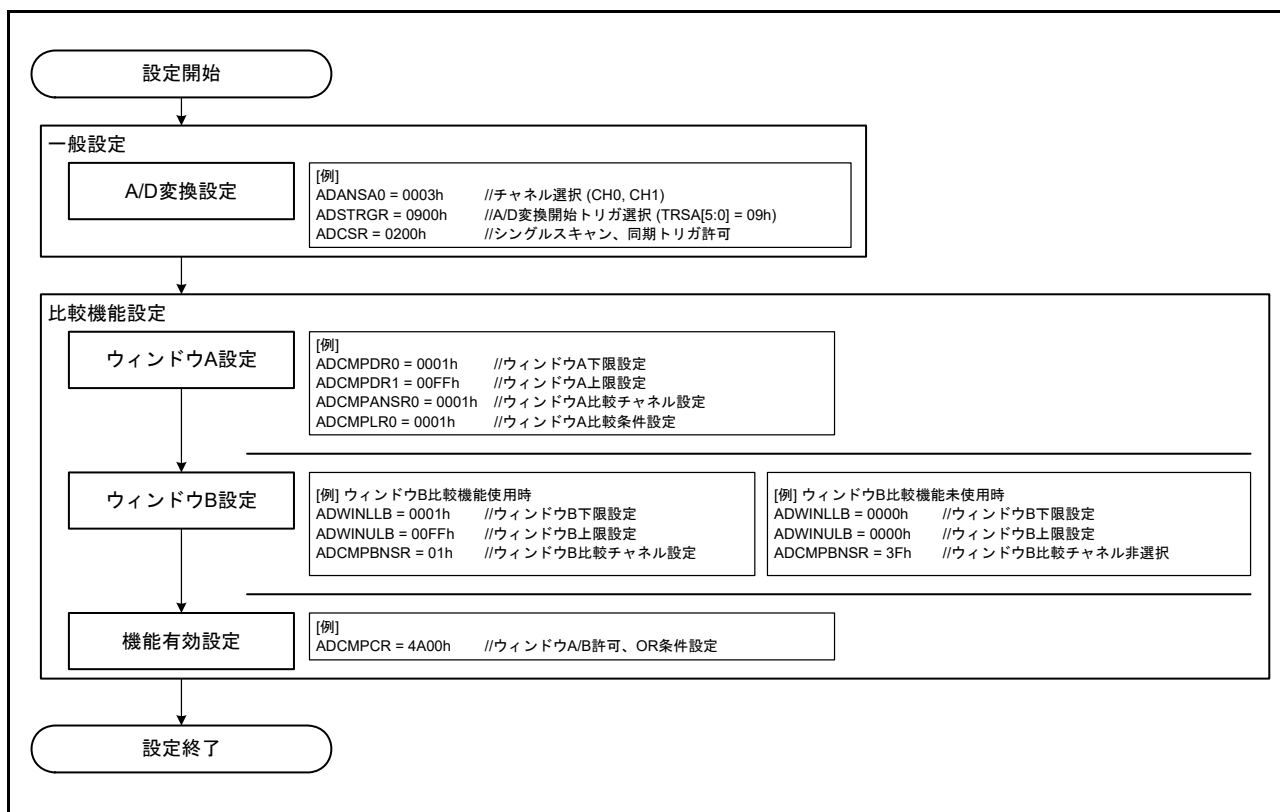 設定開始
一般設定
A/D変換設定
[例]
ADANSA0 = 0003h //チャネル選択 (CH0, CH1)
ADSTRGR = 0900h //A/D変換開始トリガ選択 (TRSA[5:0] = 09h)
ADCSR = 0200h //シングルスキャン、同期トリガ許可
比較機能設定
ウィンドウA設定
[例]
ADCMPDR0 = 0001h //ウィンドウA下限設定
ADCMPDR1 = 00FFh //ウィンドウA上限設定
ADCMPANSR0 = 0001h //ウィンドウA比較チャネル設定
ADCMPLR0 = 0001h //ウィンドウA比較条件設定
ウィンドウB設定
[例] ウィンドウB比較機能使用時
ADWINLLB = 0001h //ウィンドウB下限設定
ADWINULB = 00FFh //ウィンドウB上限設定
ADCMPBNSR = 01h //ウィンドウB比較チャネル設定
[例] ウィンドウB比較機能未使用時
ADWINLLB = 0000h //ウィンドウB下限設定
ADWINULB = 0000h //ウィンドウB上限設定
ADCMPBNSR = 3Fh //ウィンドウB比較チャネル非選択
機能有効設定
[例]
ADCMPCR = 4A00h //ウィンドウA/B許可、OR条件設定
設定終了